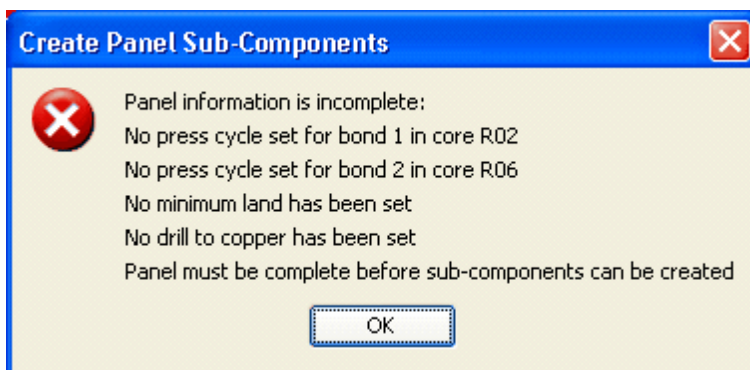 Create Panel Sub-Components
Panel information is incomplete:
No press cycle set for bond 1 in core R02
No press cycle set for bond 2 in core R06
No minimum land has been set
No drill to copper has been set
Panel must be complete before sub-components can be created
OK